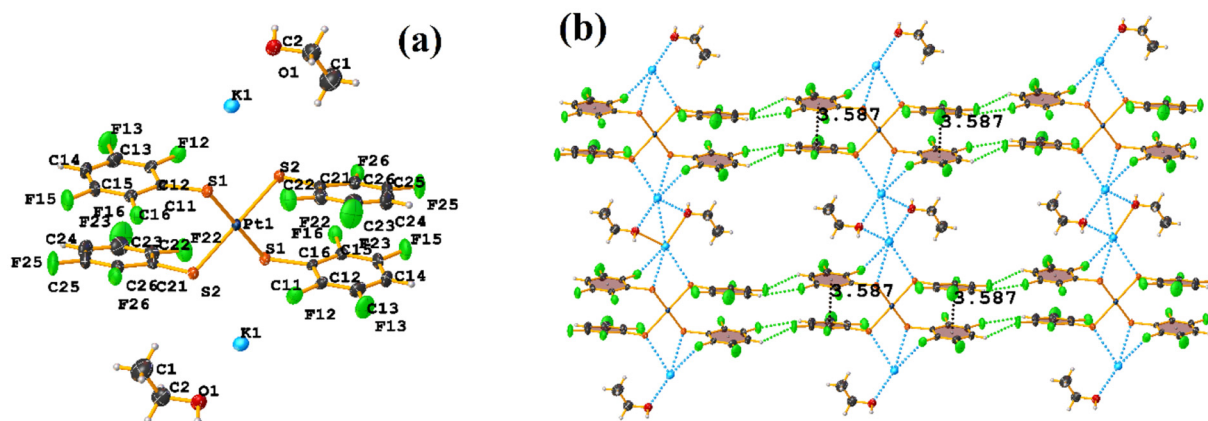 (a)
C2
O1
C1
K1
F13
C13
F12
C14
C12
S1
C15
F15
C11
F16
C16
S2
F26
C21
C26
C25
C22
F25
F22
C23
C24
Pt1
F23
F22
C24
C23
C22
F25
C25
C26
C21
F26
S2
S1
F16
C15
F23
F15
C16
C14
C11
C12
F12
C13
F13
K1
C1
C2
O1
(b)
3.587
3.587
3.587
3.587